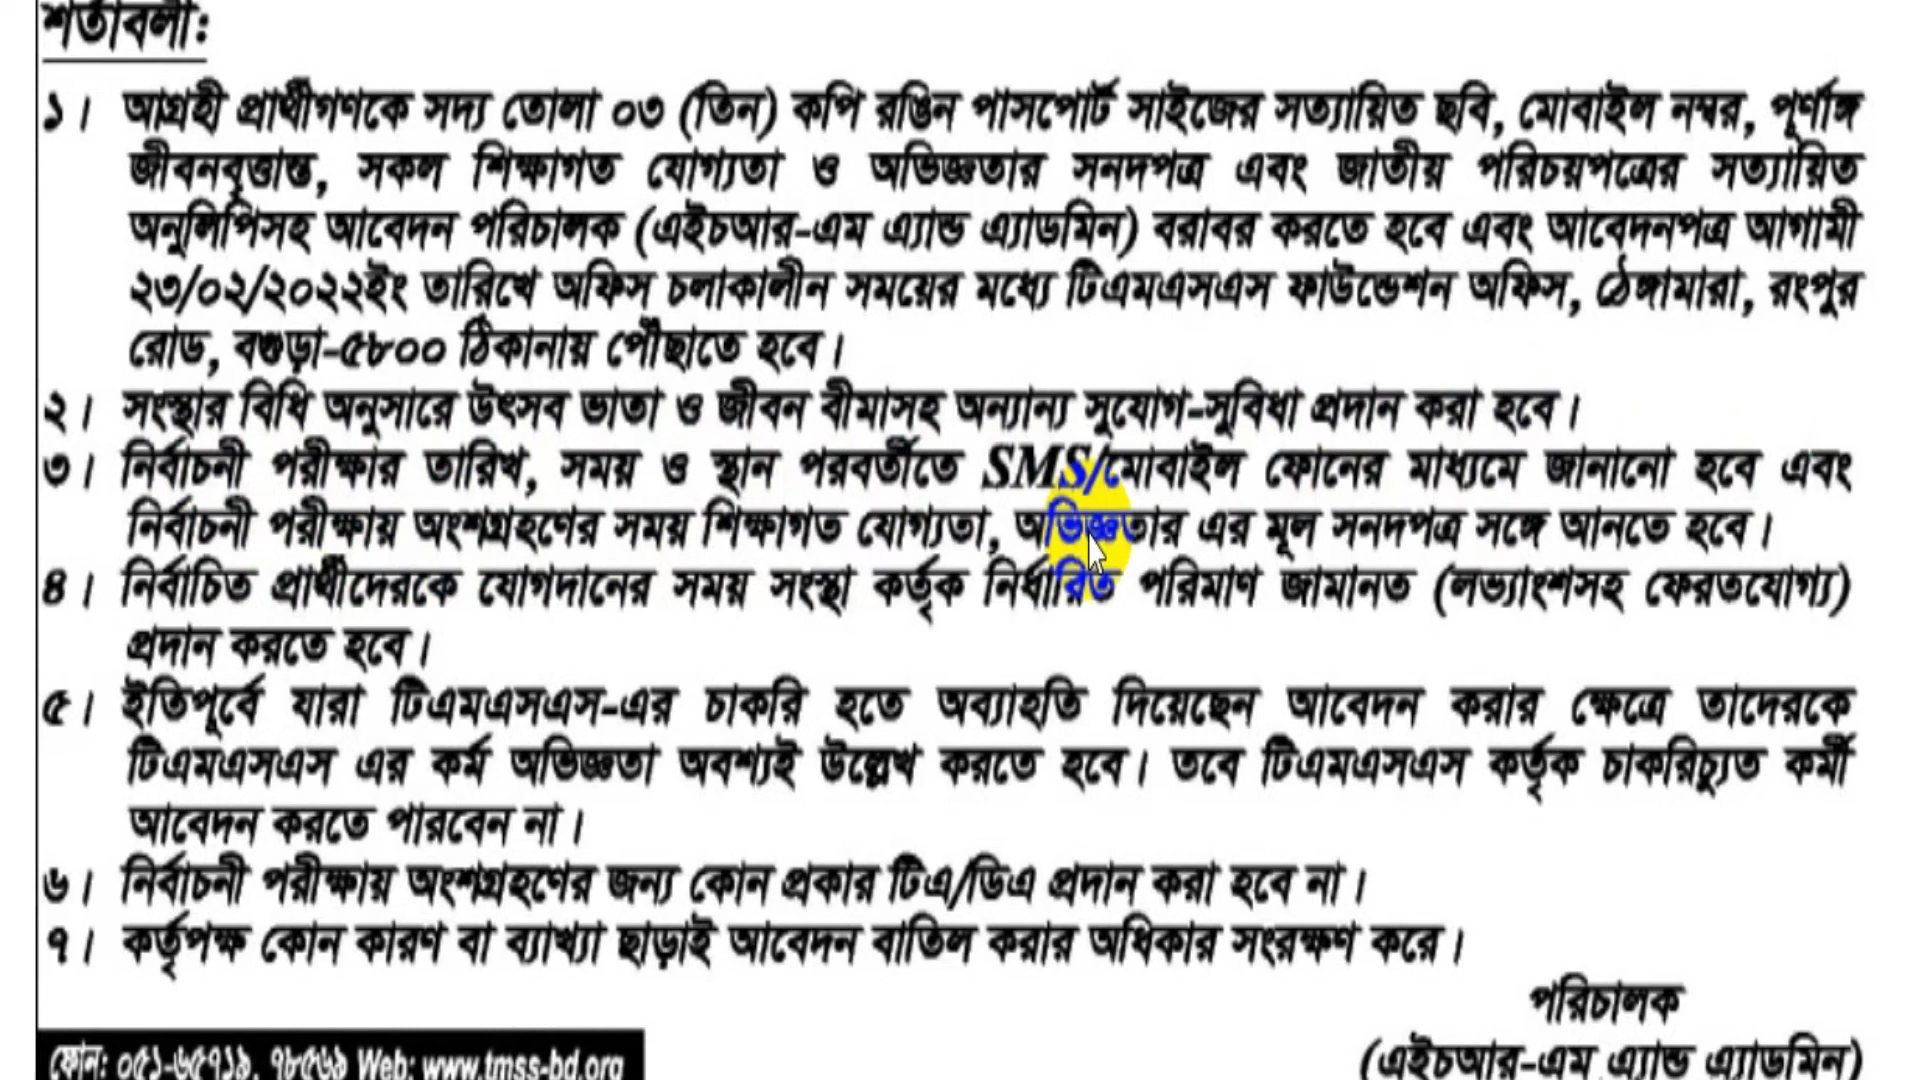 শর্তাবলী:
১। আগ্রহী প্রার্থীগণকে সদ্য তোলা ০৩ (তিন) কপি রঙিন পাসপোর্ট সাইজের সত্যায়িত ছবি, মোবাইল নম্বর, পূর্ণাঙ্গ
জীবনবৃত্তান্ত, সকল শিক্ষাগত যোগ্যতা ও অভিজ্ঞতার সনদপত্র এবং জাতীয় পরিচয়পত্রের সত্যায়িত
অনুলিপিসহ আবেদন পরিচালক (এইচআর-এম এ্যান্ড এ্যাডমিন) বরাবর করতে হবে এবং আবেদনপত্র আগামী
২৩/০২/২০২২ইং তারিখে অফিস চলাকালীন সময়ের মধ্যে টিএমএসএস ফাউন্ডেশন অফিস, ঠেঙ্গামারা, রংপুর
রোড, বগুড়া-৫৮০০ ঠিকানায় পৌঁছাতে হবে।
২। সংস্থার বিধি অনুসারে উৎসব ভাতা ও জীবন বীমাসহ অন্যান্য সুযোগ-সুবিধা প্রদান করা হবে।
৩। নির্বাচনী পরীক্ষার তারিখ, সময় ও স্থান পরবর্তীতে SMS/মোবাইল ফোনের মাধ্যমে জানানো হবে এবং
নির্বাচনী পরীক্ষায় অংশগ্রহণের সময় শিক্ষাগত যোগ্যতা, অভিজ্ঞতার এর মূল সনদপত্র সঙ্গে আনতে হবে।
৪। নির্বাচিত প্রার্থীদেরকে যোগদানের সময় সংস্থা কর্তৃক নির্ধারিত পরিমাণ জামানত (লভ্যাংশসহ ফেরতযোগ্য)
প্রদান করতে হবে।
৫। ইতিপূর্বে যারা টিএমএসএস-এর চাকরি হতে অব্যাহতি দিয়েছেন আবেদন করার ক্ষেত্রে তাদেরকে
টিএমএসএস এর কর্ম অভিজ্ঞতা অবশ্যই উল্লেখ করতে হবে। তবে টিএমএসএস কর্তৃক চাকরিচ্যুত কর্মী
আবেদন করতে পারবেন না।
৬। নির্বাচনী পরীক্ষায় অংশগ্রহণের জন্য কোন প্রকার টিএ/ডিএ প্রদান করা হবে না।
৭। কর্তৃপক্ষ কোন কারণ বা ব্যাখ্যা ছাড়াই আবেদন বাতিল করার অধিকার সংরক্ষণ করে।
পরিচালক
(এইচআর-এম এ্যান্ড এ্যাডমিন)
ফোন: ০৫১-৬৫৭১৯, ৭৮৫৬৯ Web: www.tmss-bd.org